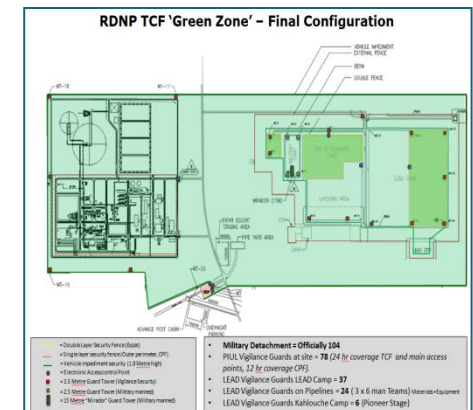 RDNP TCF ‘Green Zone’ – Final Configuration
VEHICLE IMPEDIMENT
EXTERNAL FENCE
BERM
DOUBLE FENCE
LAYDOWN AREA
LEAD CAMP
MIRADOR (15M)
EXPAT ESCORT
STAGING AREA
PIPE YARD AREA
LEAD STP
MT-20
MT-19
ADVANCE POST CABIN
OVERNIGHT
PARKING
= Double Layer Security Fence (Expat)
= Single layer security fence (Outer perimeter, CPF)
= Vehicle Impediment security (1.8 Metre high)
= Electronic Access control Point
= 2.5 Metre Guard Tower (Vigilance Security)
= 2.5 Metre Guard Tower (Military manned)
= 15 Metre "Mirador" Guard Tower (Military manned)
• Military Detachment = Officially 104
• PIUL Vigilance Guards at site = 78 (24 hr coverage TCF and main access
points, 12 hr coverage CPF).
• LEAD Vigilance Guards LEAD Camp = 37
• LEAD Vigilance Guards on Pipelines = 24 ( 3 x 6 man Teams) Materials+Equipment
• LEAD Vigilance Guards Kahlouche Camp = 6 (Pioneer Stage)